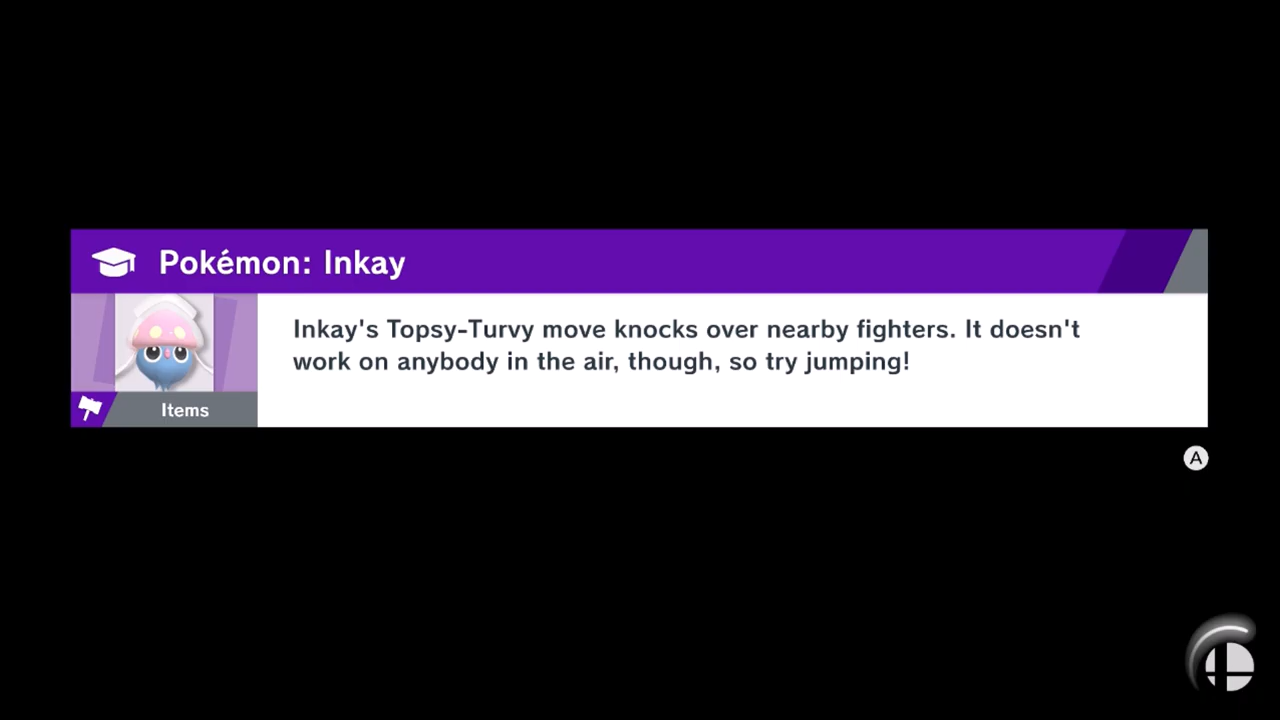 Pokémon: Inkay
Inkay's Topsy-Turvy move knocks over nearby fighters. It doesn't
work on anybody in the air, though, so try jumping!
Items
A